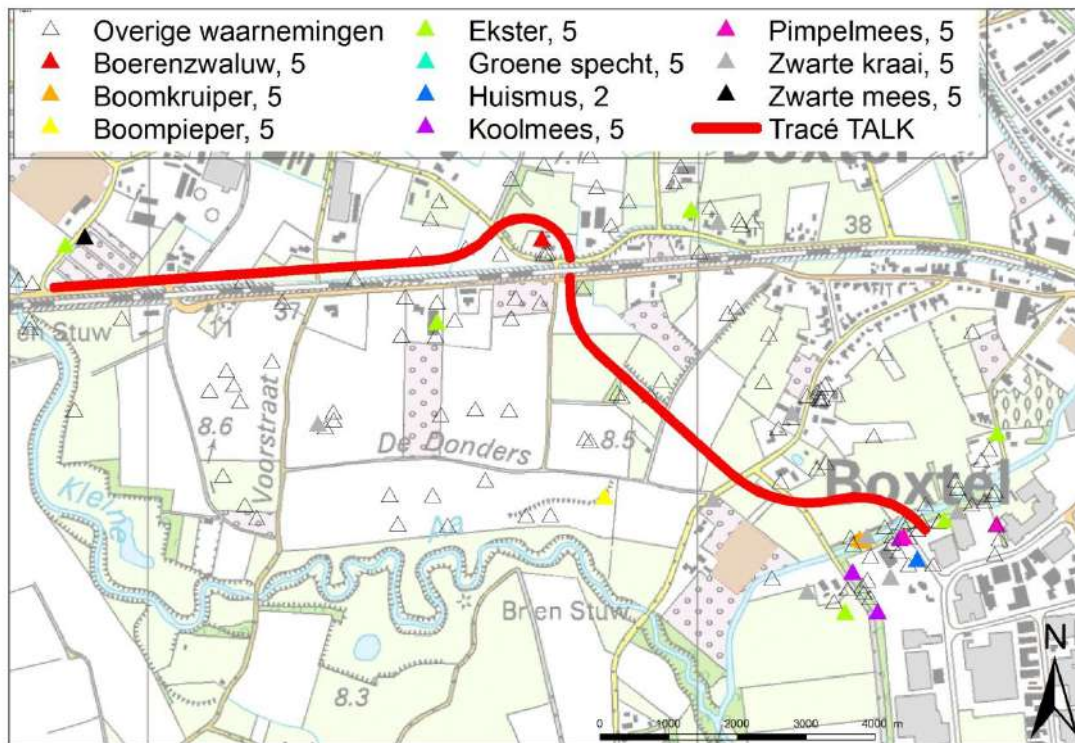 Overige waarnemingen
Boerenzwaluw, 5
Boomkruiper, 5
Boompieper, 5
Ekster, 5
Groene specht, 5
Huismus, 2
Koolmees, 5
Pimpelmees, 5
Zwarte kraai, 5
Zwarte mees, 5
Tracé TALK
Boxtel
38
en Stuw
11
37
Voorstraat
8.6
De Donders
8.5
Boxtel
Kleine
Aa
Br en Stuw
8.3
N
0 1000 2000 3000 4000 m